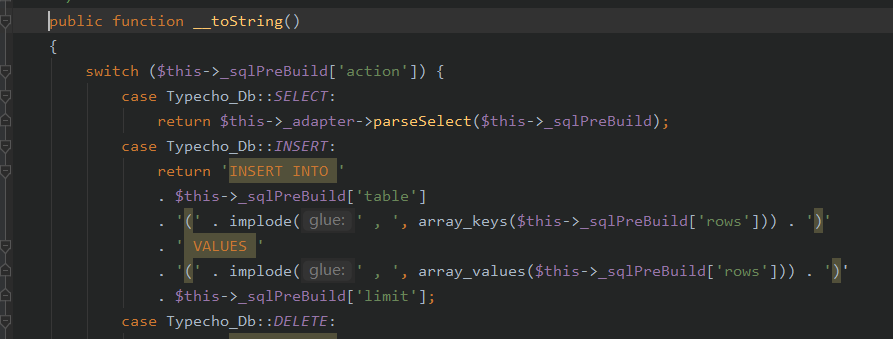 public function __toString()
{
switch ($this->_sqlPreBuild['action']) {
case Typecho_Db::SELECT:
return $this->_adapter->parseSelect($this->_sqlPreBuild);
case Typecho_Db::INSERT:
return 'INSERT INTO '
. $this->_sqlPreBuild['table']
. '(' . implode( glue: ' , ', array_keys($this->_sqlPreBuild['rows'])) . ')'
. ' VALUES '
. '(' . implode( glue: ' , ', array_values($this->_sqlPreBuild['rows'])) . ')'
. $this->_sqlPreBuild['limit'];
case Typecho_Db::DELETE: